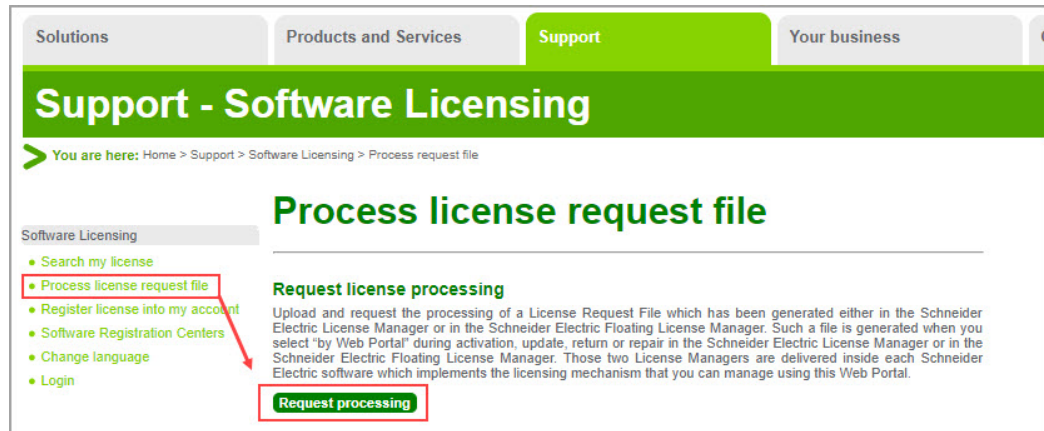 Solutions
Products and Services
Support
Your business
Support - Software Licensing
You are here: Home > Support > Software Licensing > Process request file
Process license request file
Software Licensing
Search my license
Process license request file
Register license into my account
Software Registration Centers
Change language
Login
Request license processing
Upload and request the processing of a License Request File which has been generated either in the Schneider
Electric License Manager or in the Schneider Electric Floating License Manager. Such a file is generated when you
select “by Web Portal” during activation, update, return or repair in the Schneider Electric License Manager or in the
Schneider Electric Floating License Manager. Those two License Managers are delivered inside each Schneider
Electric software which implements the licensing mechanism that you can manage using this Web Portal.
Request processing